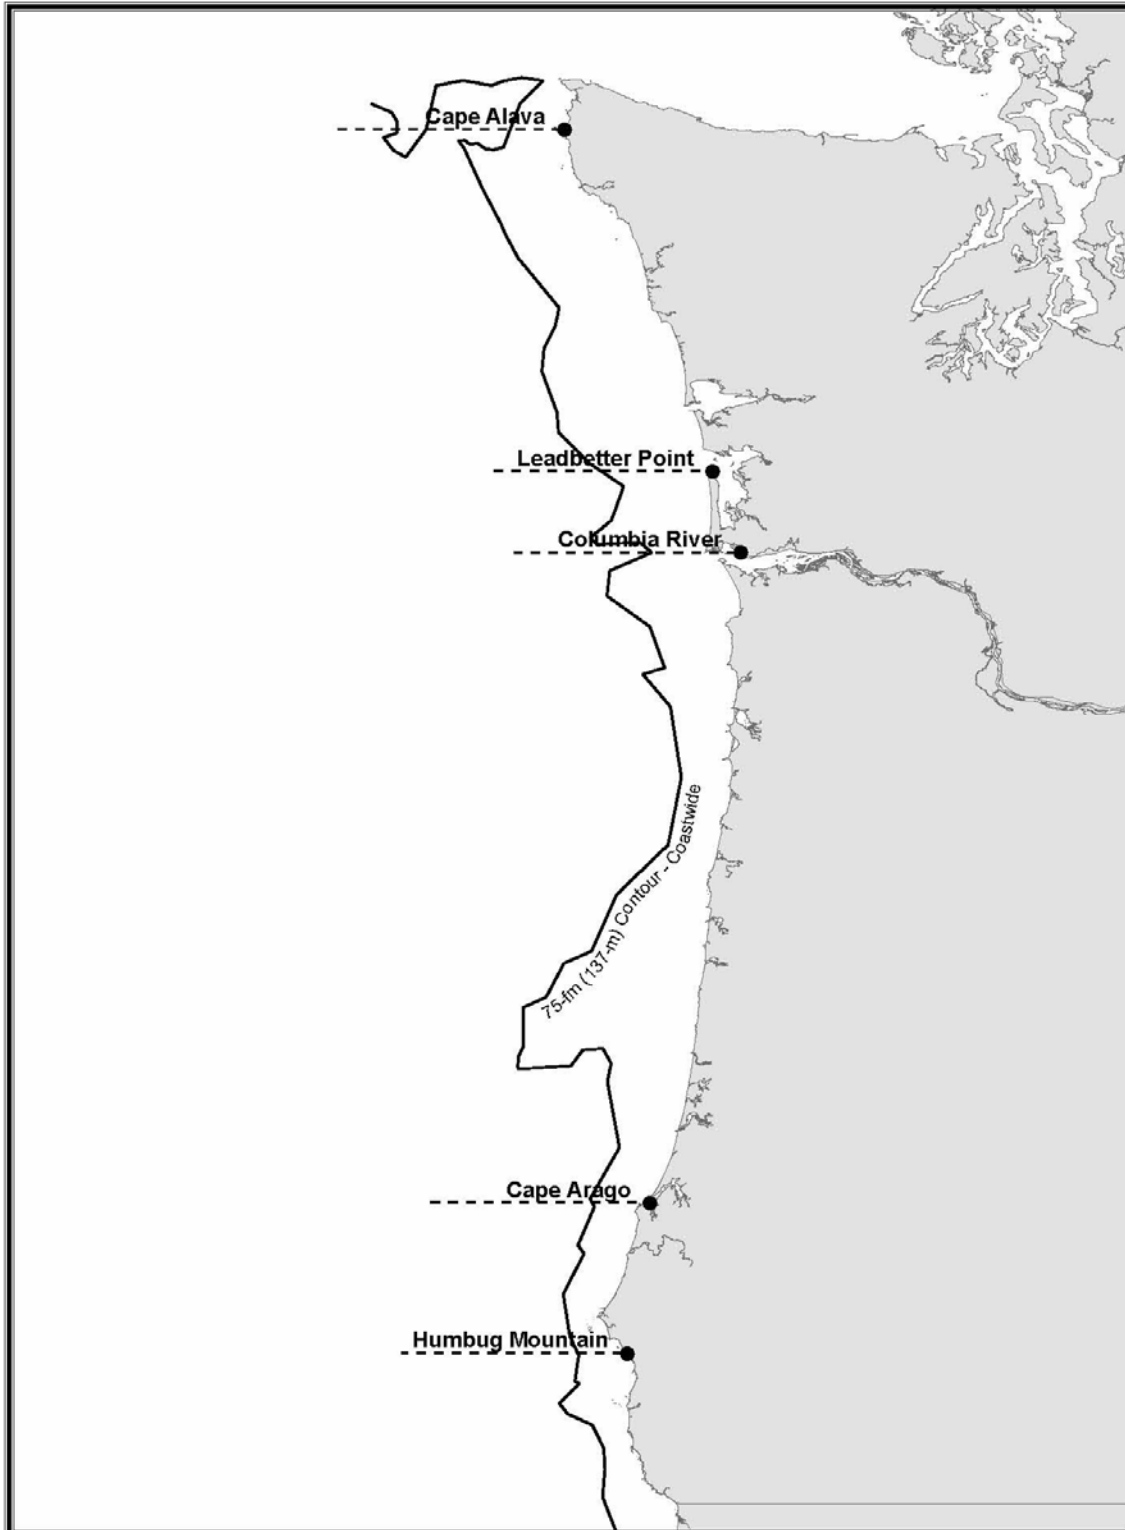 Cape Alava
Leadbetter Point
Columbia River
75-fm (137-m) Contour - Coastwide
Cape Arago
Humbug Mountain